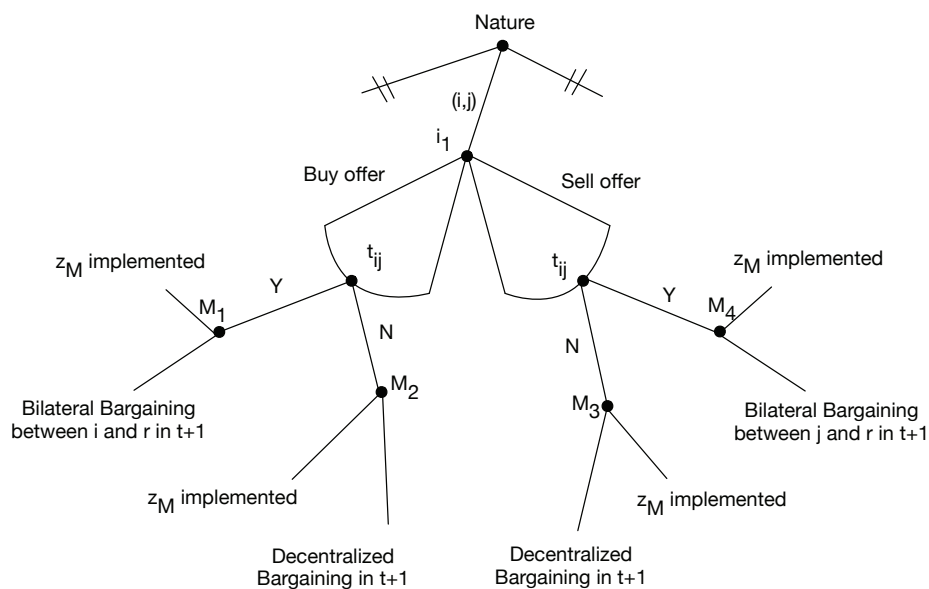 Nature
(i,j)
i1
Buy offer
Sell offer
tij
tij
zM implemented
zM implemented
Y
Y
M1
M4
N
N
M2
M3
Bilateral Bargaining
between i and r in t+1
Bilateral Bargaining
between j and r in t+1
zM implemented
zM implemented
Decentralized
Bargaining in t+1
Decentralized
Bargaining in t+1